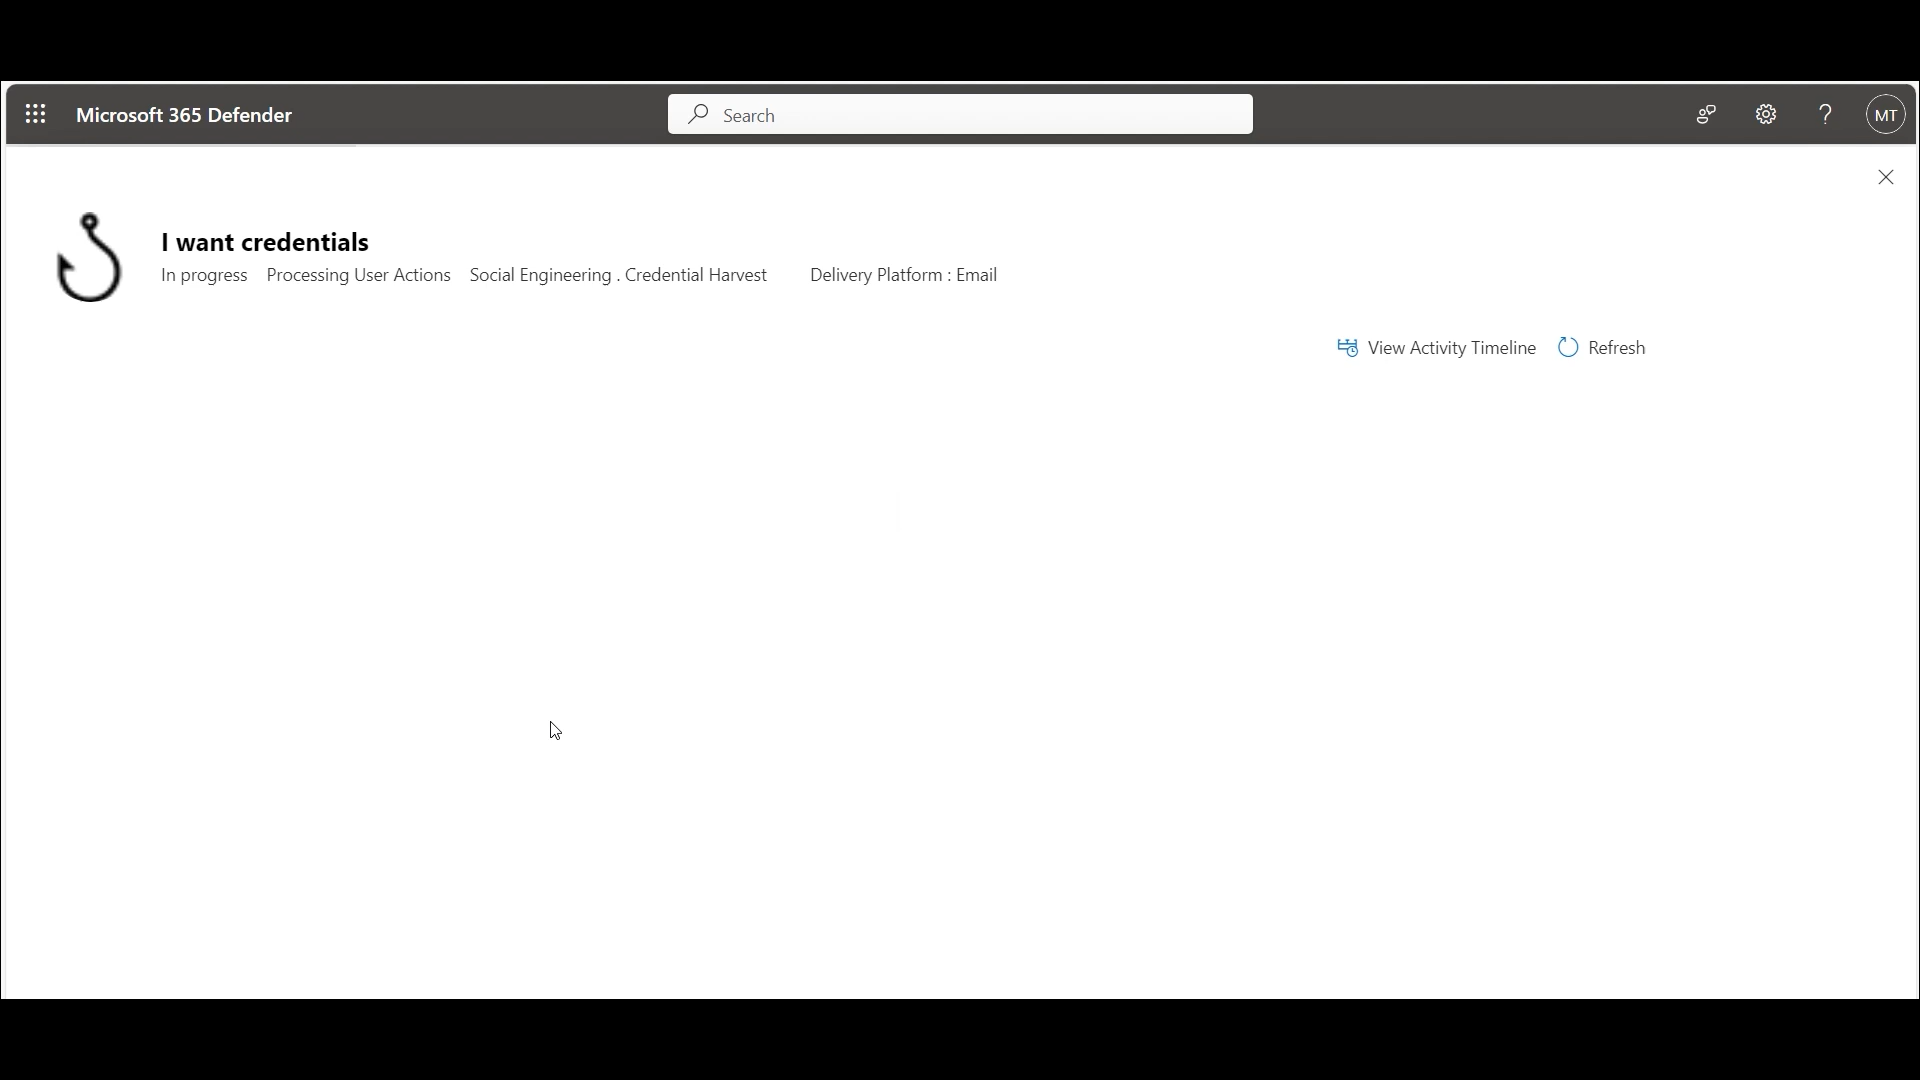 Microsoft 365 Defender
Search
?
MT
I want credentials
In progress Processing User Actions Social Engineering . Credential Harvest Delivery Platform : Email
View Activity Timeline Refresh